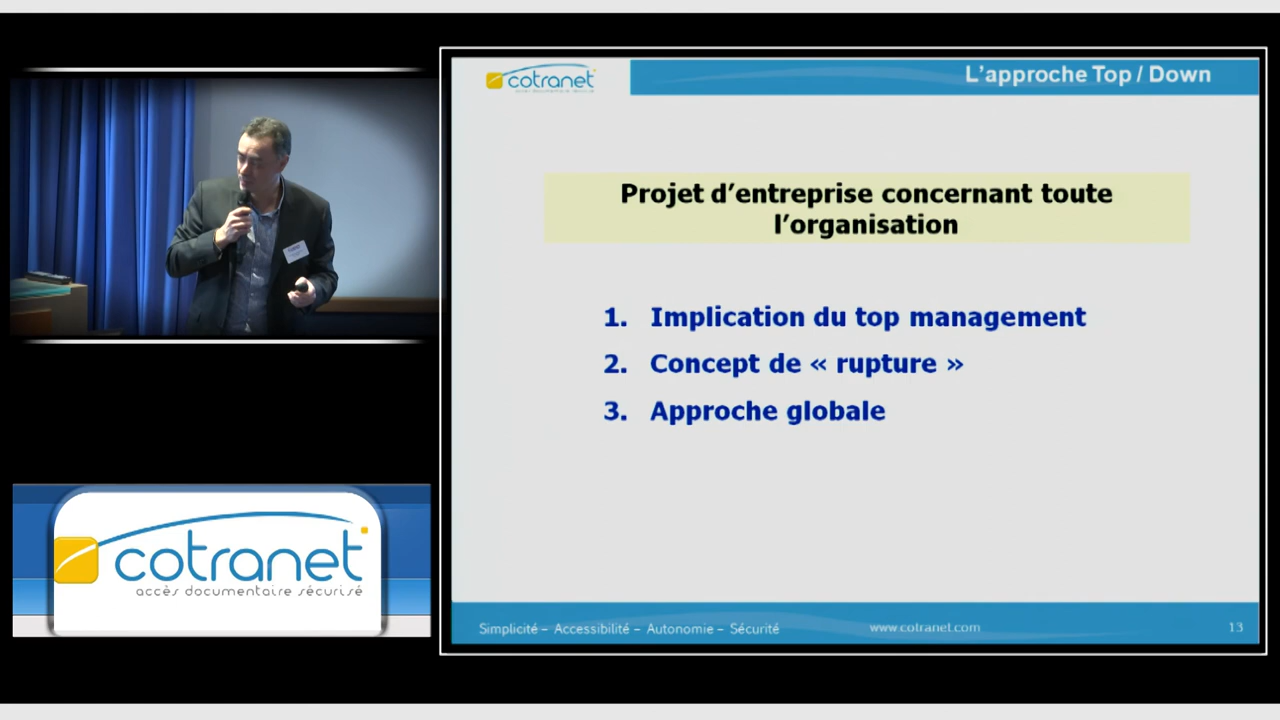 cotranet
L'approche Top / Down
Projet d'entreprise concernant toute
l'organisation
1. Implication du top management
2. Concept de « rupture »
3. Approche globale
cotranet
accès documentaire sécurisé
Simplicité – Accessibilité – Autonomie – Sécurité
www.cotranet.com
13